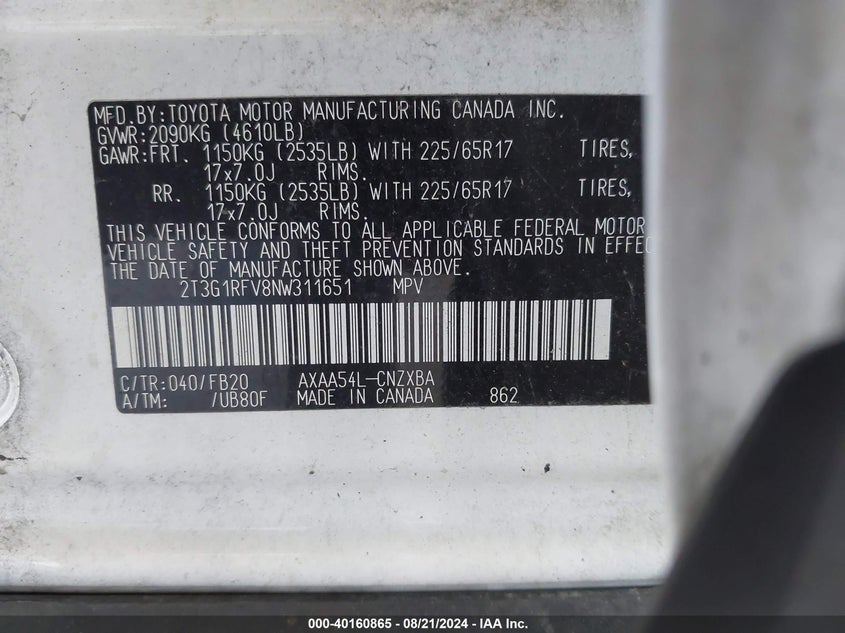 MFD.BY:TOYOTA MOTOR MANUFACTURING CANADA INC.
GVWR:2090KG (4610LB)
GAWR:FRT. 1150KG (2535LB) WITH 225/65R17 TIRES,
17x7.0J RIMS.
RR. 1150KG (2535LB) WITH 225/65R17 TIRES,
17x7.0J RIMS.
THIS VEHICLE CONFORMS TO ALL APPLICABLE FEDERAL MOTOR
VEHICLE SAFETY AND THEFT PREVENTION STANDARDS IN EFFEC
THE DATE OF MANUFACTURE SHOWN ABOVE.
2T3G1RFV8NW311651 MPV
C/TR:040/FB20 AXAA54L-CNZXBA
A/TM: /UB80F MADE IN CANADA 862
000-40160865 - 08/21/2024 - IAAI.com.